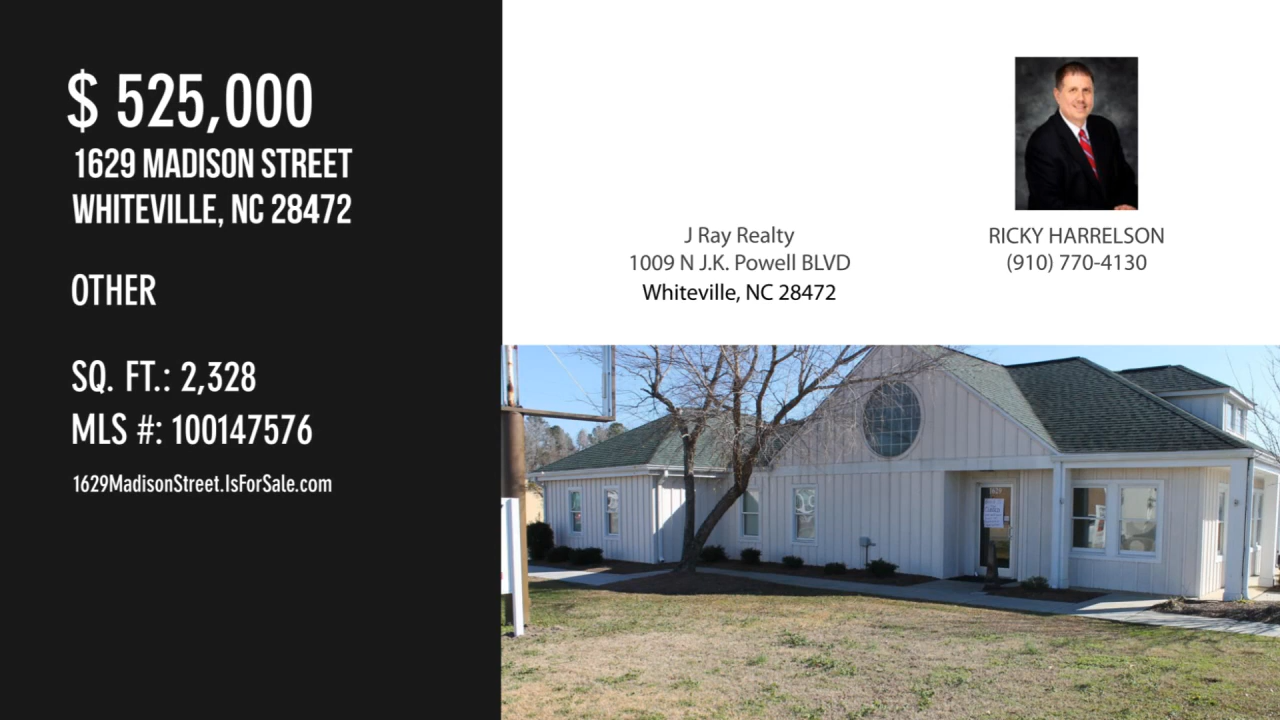 $ 525,000
1629 MADISON STREET
WHITEVILLE, NC 28472
OTHER
SQ. FT.: 2,328
MLS #: 100147576
1629MadisonStreet.IsForSale.com
J Ray Realty
1009 N J.K. Powell BLVD
Whiteville, NC 28472
RICKY HARRELSON
(910) 770-4130